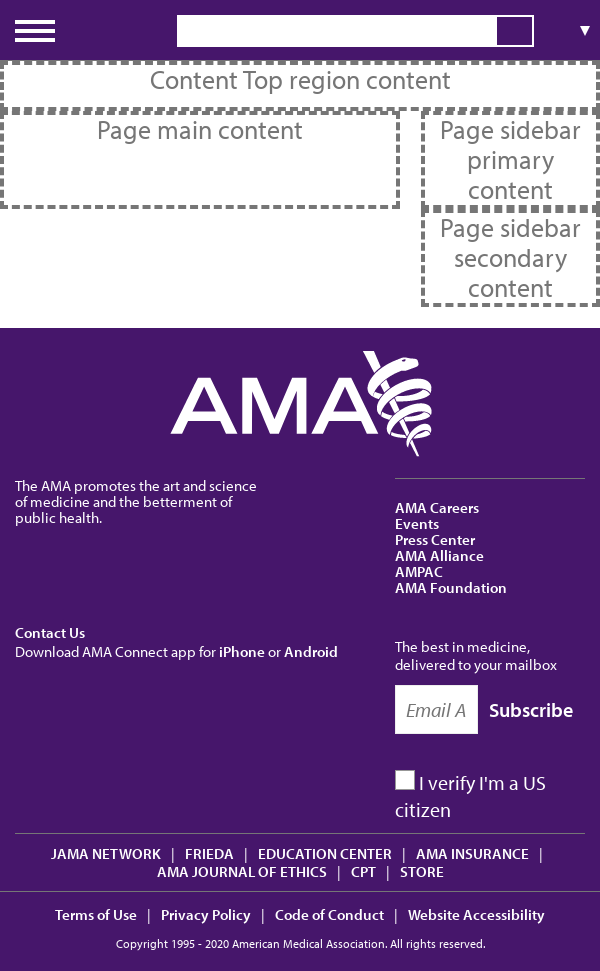 ▼
Content Top region content
Page main content
Page sidebar
primary
content
Page sidebar
secondary
content
AMA
The AMA promotes the art and science
of medicine and the betterment of
public health.
AMA Careers
Events
Press Center
AMA Alliance
AMPAC
AMA Foundation
Contact Us
Download AMA Connect app for iPhone or Android
The best in medicine,
delivered to your mailbox
Email A
Subscribe
I verify I'm a US
citizen
JAMA NETWORK | FRIEDA | EDUCATION CENTER | AMA INSURANCE |
AMA JOURNAL OF ETHICS | CPT | STORE
Terms of Use | Privacy Policy | Code of Conduct | Website Accessibility
Copyright 1995 - 2020 American Medical Association. All rights reserved.